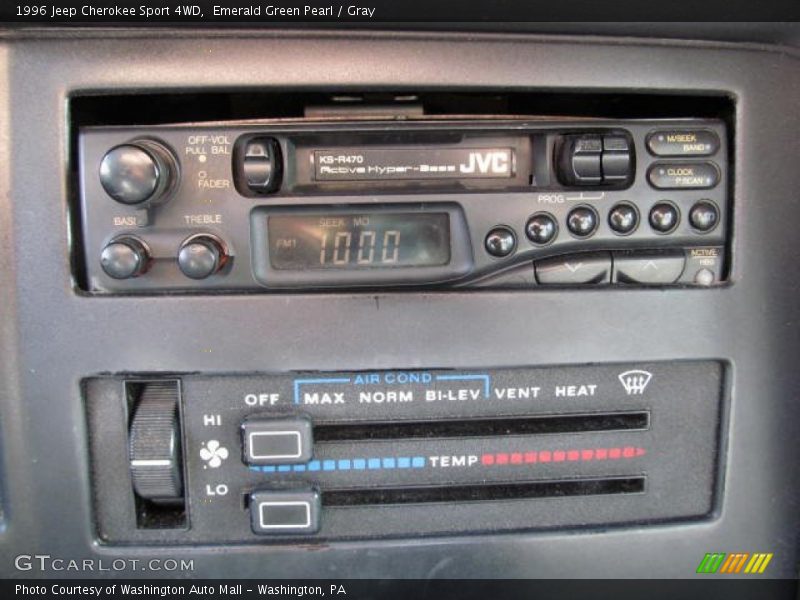 1996 Jeep Cherokee Sport 4WD, Emerald Green Pearl / Gray
OFF-VOL
PULL BAL
FADER
BASS
TREBLE
KS-R470
Active Hyper-Bass
JVC
M/SEEK
BAND
CLOCK
P.SCAN
PROG
MO
SEEK MO
FM1
1000
ACTIVE
HBS
AIR COND
OFF MAX NORM BI-LEV VENT HEAT
HI
TEMP
LO
GTCARLOT.COM
Photo Courtesy of Washington Auto Mall - Washington, PA